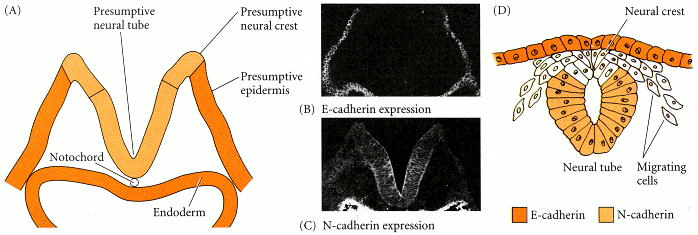 (A)
Presumptive
neural tube
Presumptive
neural crest
Presumptive
epidermis
Notochord
Endoderm
(B) E-cadherin expression
(C) N-cadherin expression
(D)
Neural crest
Neural tube
Migrating
cells
E-cadherin
N-cadherin